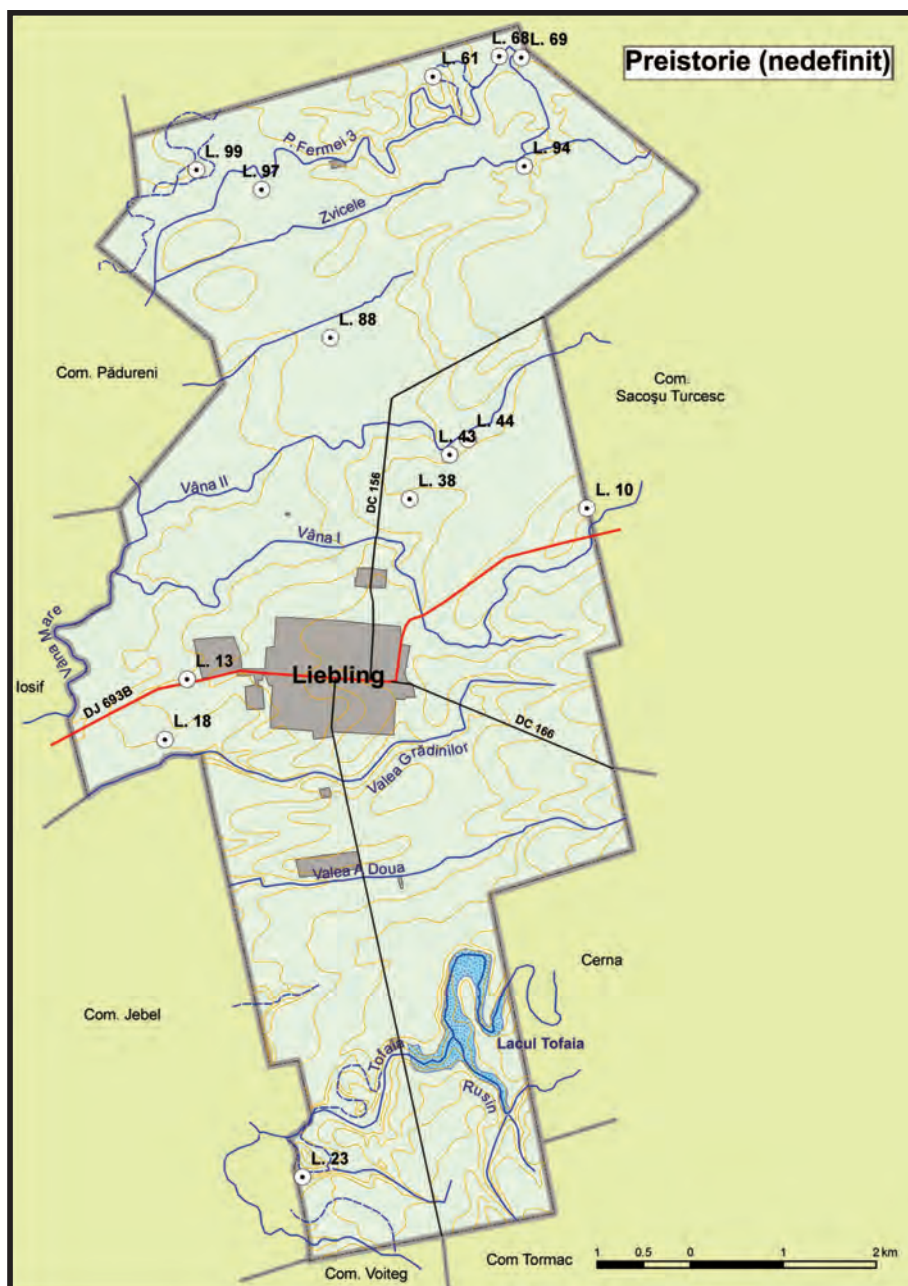 Preistorie (nedefinit)
L. 68
L. 69
L. 61
P. Fermei 3
L. 99
L. 97
L. 94
Zvicele
L. 88
Com. Pădureni
Com.
Sacoşu Turcesc
L. 44
L. 43
DC 156
L. 38
Vâna II
L. 10
Vâna I
Vâna Mare
L. 13
Liebling
Iosif
DJ 693B
L. 18
DC 166
Valea Grădinilor
Valea A Doua
Cerna
Com. Jebel
Lacul Tofaia
Tofaia
Rusin
L. 23
Com. Voiteg
Com Tormac
1 0.5 0 1 2 km